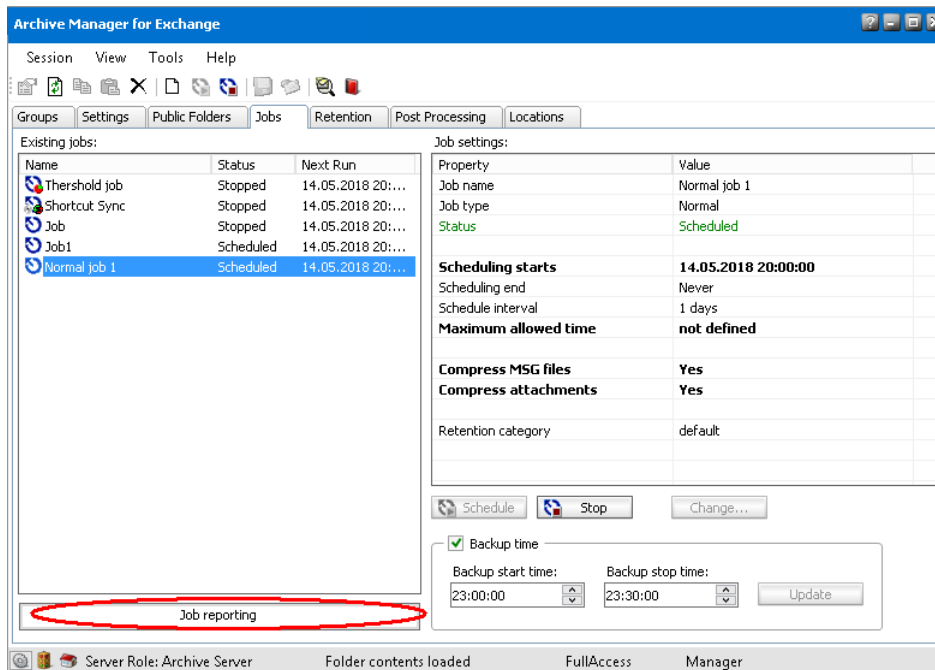 Archive Manager for Exchange
Session View Tools Help
Groups Settings Public Folders Jobs Retention Post Processing Locations
Existing jobs:
Name Status Next Run
Thershold job Stopped 14.05.2018 20:...
Shortcut Sync Stopped 14.05.2018 20:...
Job Stopped 14.05.2018 20:...
Job1 Scheduled 14.05.2018 20:...
Normal job 1 Scheduled 14.05.2018 20:...
Job reporting
Job settings:
Property Value
Job name Normal job 1
Job type Normal
Status Scheduled
Scheduling starts 14.05.2018 20:00:00
Scheduling end Never
Schedule interval 1 days
Maximum allowed time not defined
Compress MSG files Yes
Compress attachments Yes
Retention category default
Schedule Stop Change...
Backup time
Backup start time: Backup stop time:
23:00:00 23:30:00 Update
Server Role: Archive Server Folder contents loaded FullAccess Manager